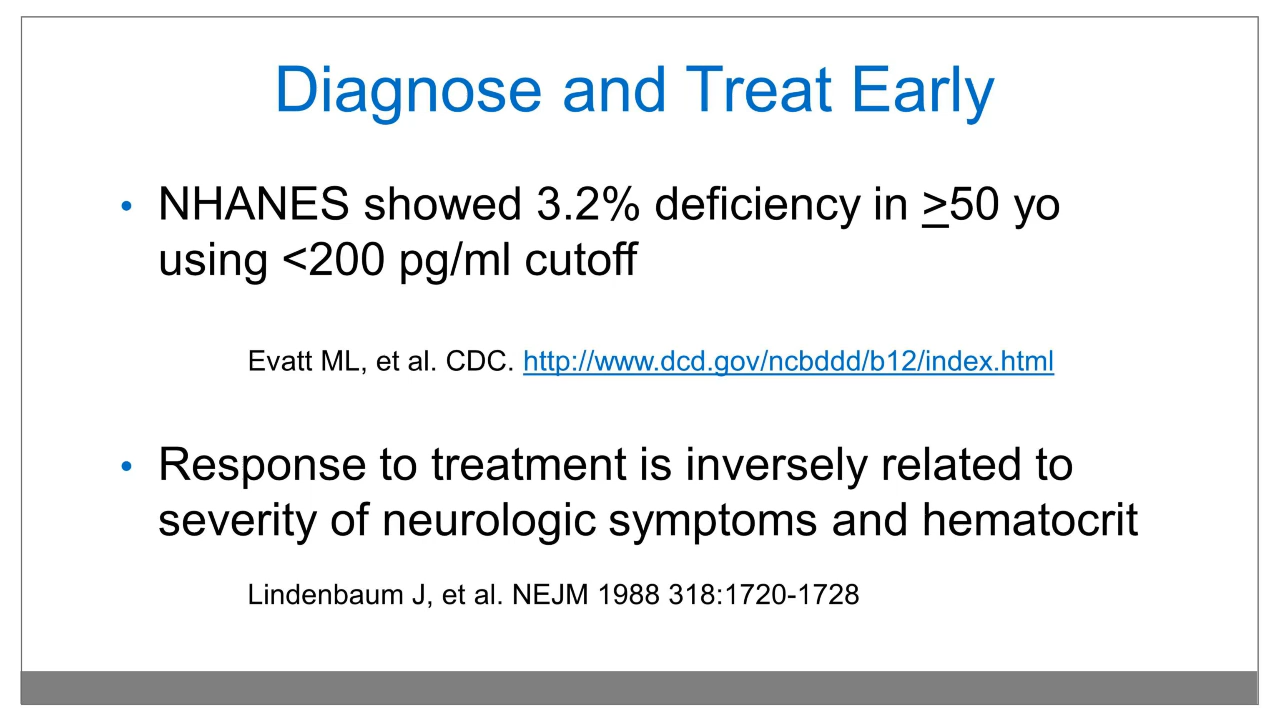 Diagnose and Treat Early
• NHANES showed 3.2% deficiency in ≥50 yo
using <200 pg/ml cutoff
Evatt ML, et al. CDC. http://www.dcd.gov/ncbddd/b12/index.html
• Response to treatment is inversely related to
severity of neurologic symptoms and hematocrit
Lindenbaum J, et al. NEJM 1988 318:1720-1728